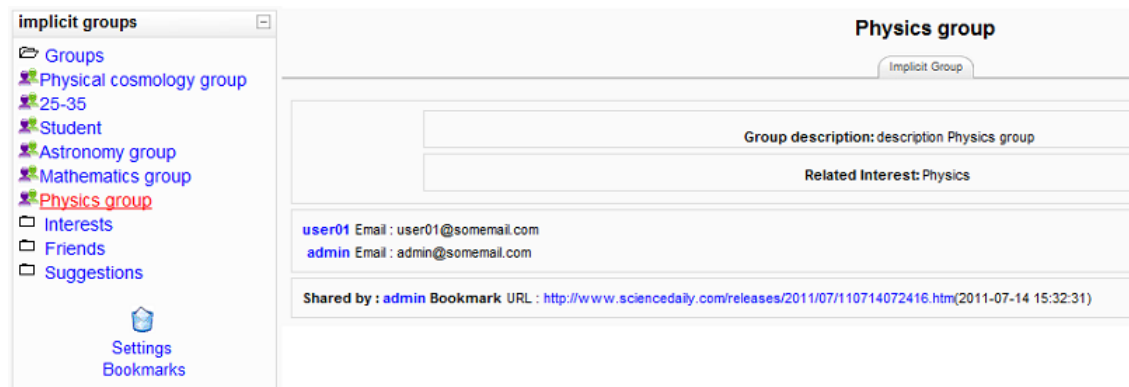 implicit groups
Groups
Physical cosmology group
25-35
Student
Astronomy group
Mathematics group
Physics group
Interests
Friends
Suggestions
Settings
Bookmarks
Physics group
Implicit Group
Group description: description Physics group
Related Interest: Physics
user01 Email : user01@somemail.com
admin Email : admin@somemail.com
Shared by : admin Bookmark URL : http://www.sciencedaily.com/releases/2011/07/110714072416.htm(2011-07-14 15:32:31)